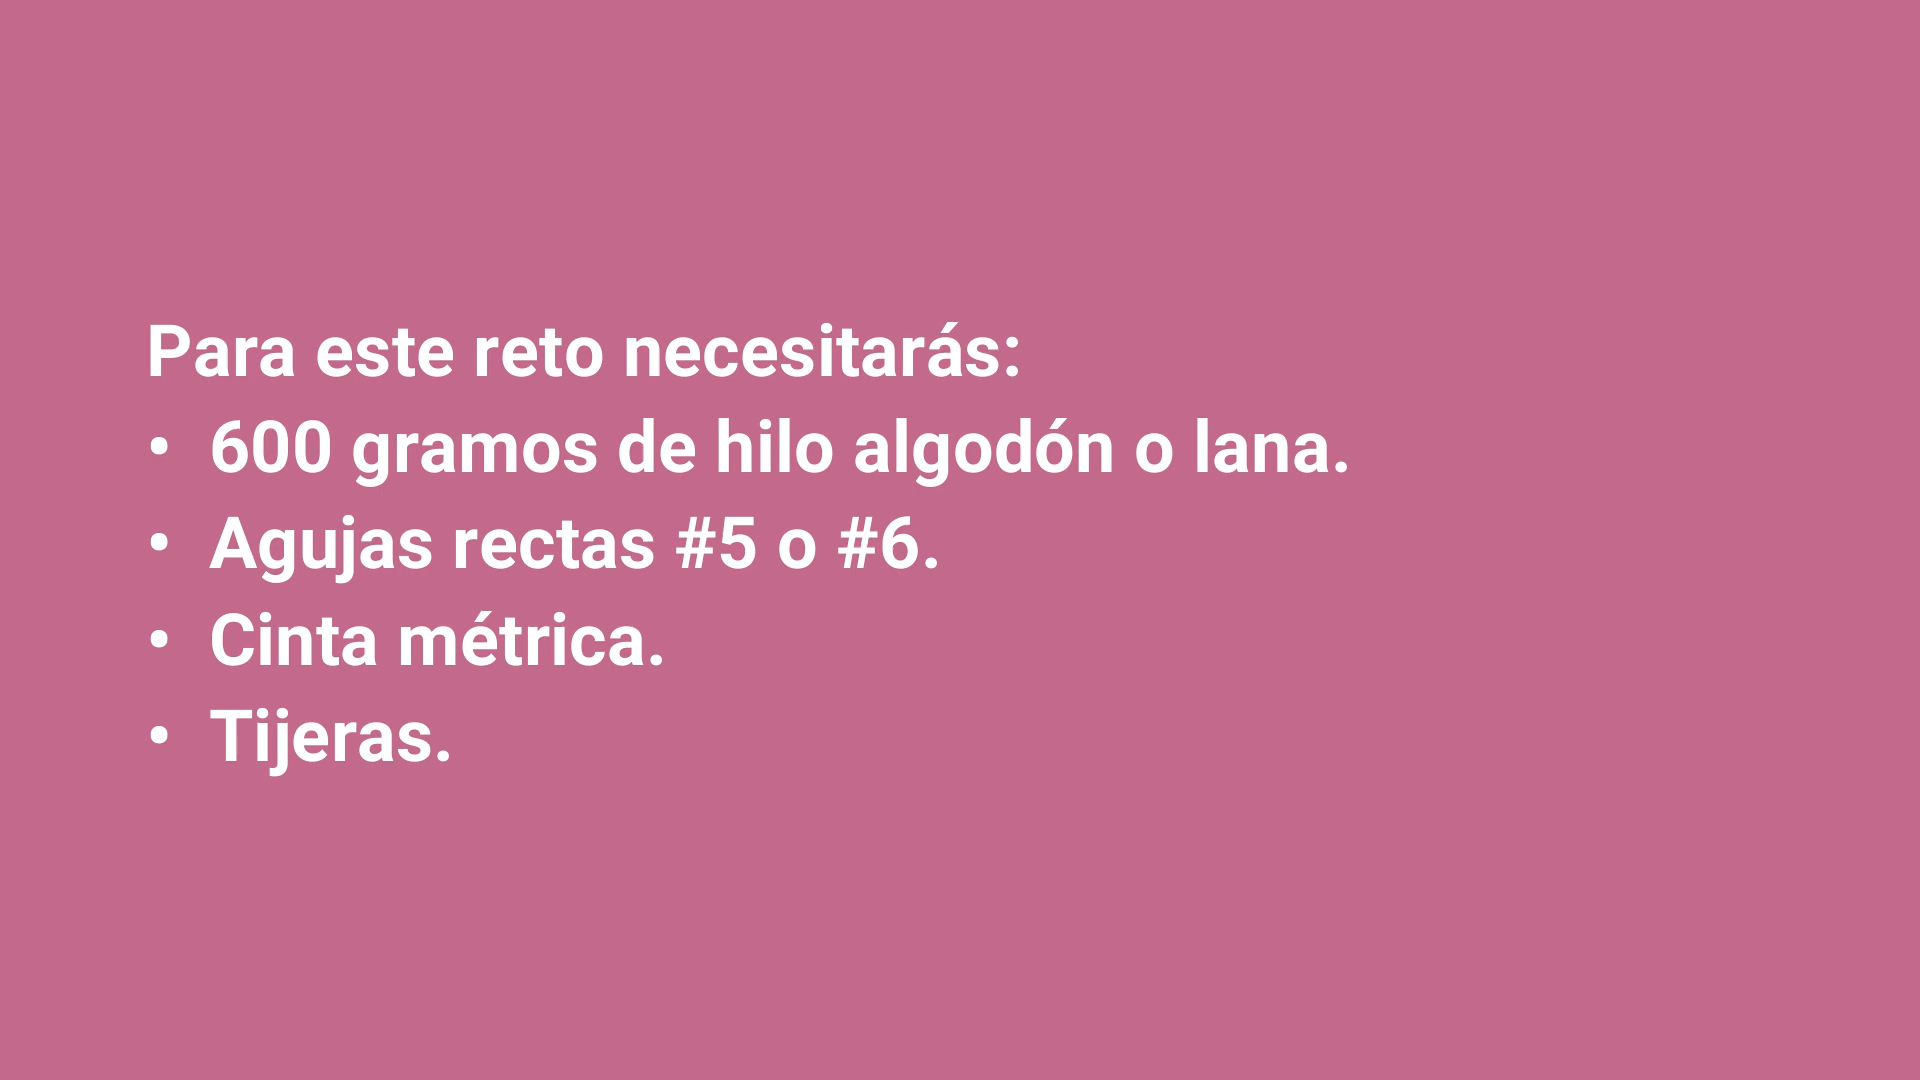 Para este reto necesitarás:
• 600 gramos de hilo algodón o lana.
• Agujas rectas #5 o #6.
• Cinta métrica.
• Tijeras.